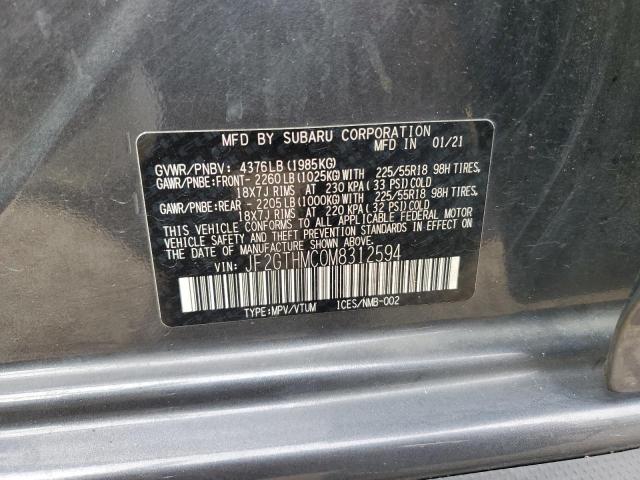 MFD BY SUBARU CORPORATION
MFD IN 01/21
GVWR/PNBV: 4376LB(1985KG)
GAWR/PNBE:FRONT-2260LB(1025KG)WITH 225/55R18 98H TIRES,
18X7J RIMS AT 230 KPA(33 PSI)COLD
GAWR/PNBE:REAR -2205LB(1000KG)WITH 225/55R18 98H TIRES,
18X7J RIMS AT 220 KPA(32 PSI)COLD
THIS VEHICLE CONFORMS TO ALL APPLICABLE FEDERAL MOTOR
VEHICLE SAFETY AND BUMPER STANDARDS IN EFFECT ON
THE DATE OF MANUFACTURE SHOWN ABOVE.
VIN: JF2GTHMC0M8312594
TYPE:MPV/VTUM ICES/NMB-002